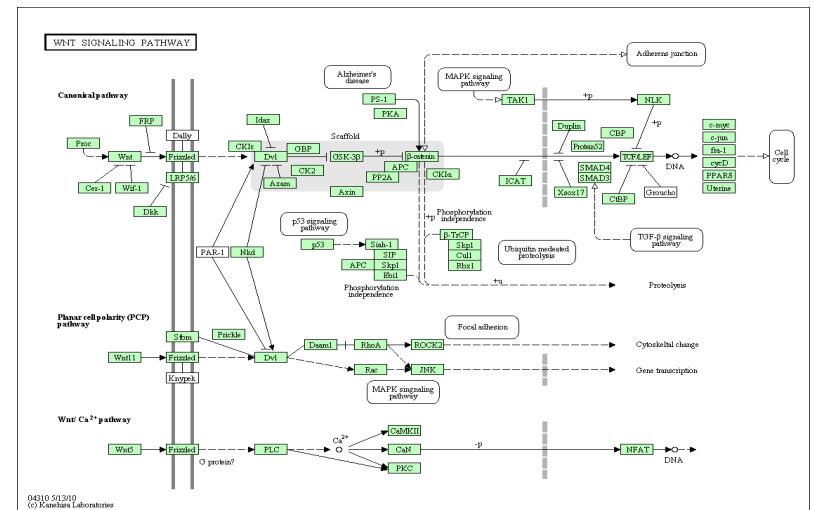 WNT SIGNALING PATHWAY
Adherens junction
Alzheimer's
disease
MAPK signaling
pathway
Canonical pathway
PS-1
PKA
TAK1
+p
NLK
FRP
Idax
Scaffold
+p
Duplin
CBP
c-myc
Dally
Protein52
c-jun
Proc
CKIε
GBP
+p
fra-1
Cell
cycle
Wnt
Frizzled
Dvl
GSK-3β
β-catenin
TCF/LEF
DNA
cycD
CK2
APC
CKIα
SMAD4
PPARδ
LRP5/6
PP2A
SMAD3
Cer-1
Wif-1
Axam
Axin
ICAT
Xsox17
Groucho
Uterine
CtBP
Dkk
p53 signaling
pathway
+p
Phosphorylation
independence
β-TrCP
TGF-β signaling
pathway
p53
Siah-1
Skp1
PAR-1
Nkd
SIP
Cul1
Ubiquitin medeated
proteolysis
APC
Skp1
Rbx1
Ebi1
+u
Proteolysis
Phosphorylation
independence
Planar cell polarity (PCP)
pathway
Stbm
Prickle
Focal adhesion
Daam1
RhoA
ROCK2
Cytoskeltal change
Wnt11
Frizzled
Dvl
Rac
JNK
Gene transcription
Knypek
MAPK singnaling
pathway
Wnt/ Ca2+ pathway
CaMKII
Ca2+
Wnt5
Frizzled
PLC
CaN
-p
NFAT
DNA
G protein?
PKC
04310 5/13/10
(c) Kanehisa Laboratories